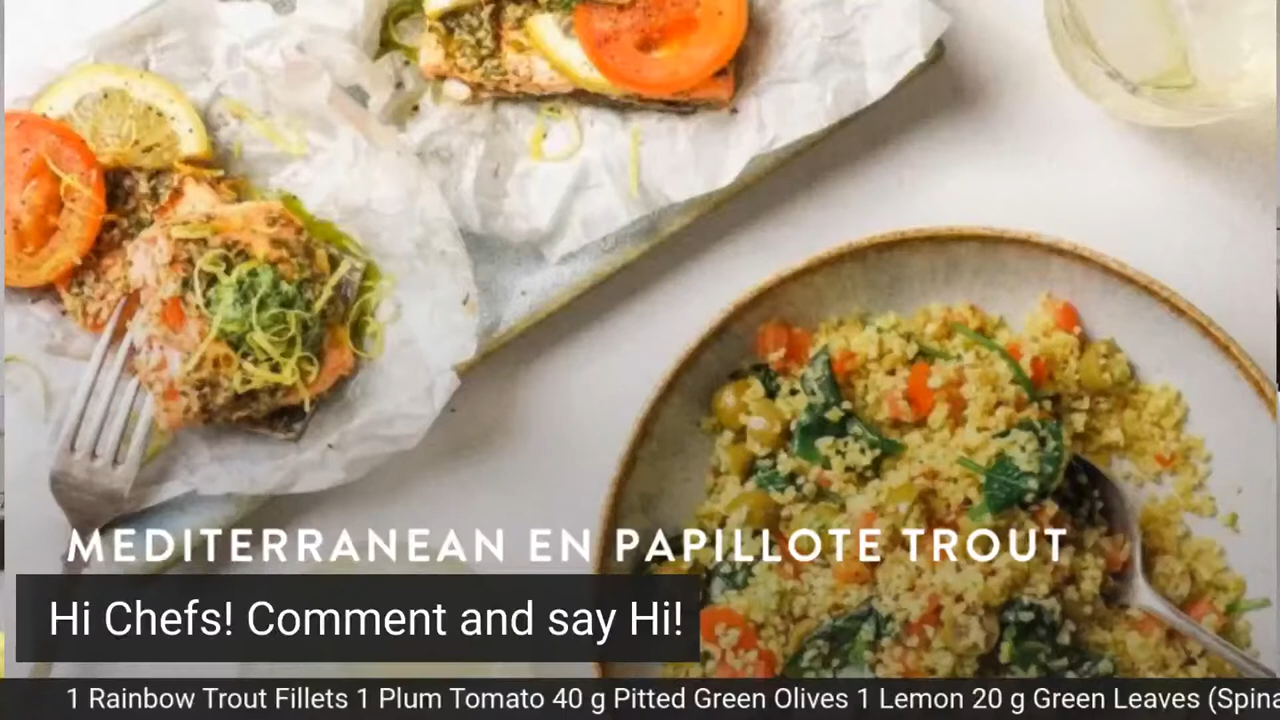 MEDITERRANEAN EN PAPILLOTE TROUT
Hi Chefs! Comment and say Hi!
1 Rainbow Trout Fillets 1 Plum Tomato 40 g Pitted Green Olives 1 Lemon 20 g Green Leaves (Spina